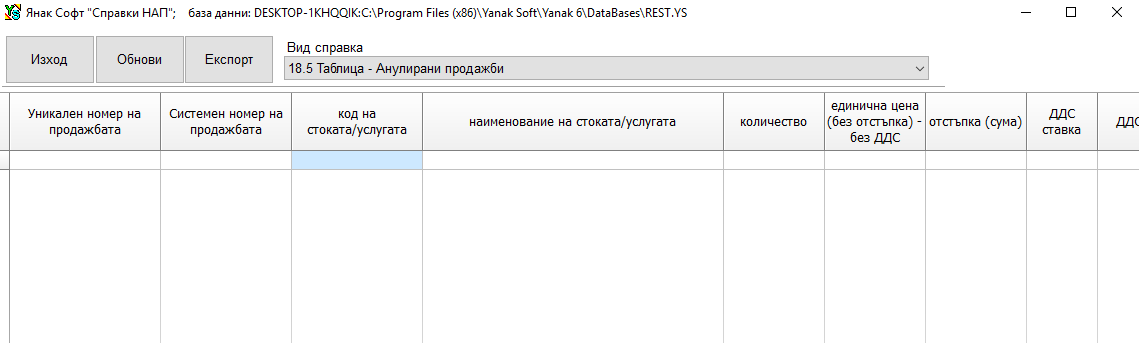 Янак Софт "Справки НАП"; база данни: DESKTOP-1KHQQIK:C:\Program Files (x86)\Yanak Soft\Yanak 6\DataBases\REST.YS
Изход
Обнови
Експорт
Вид справка
18.5 Таблица - Анулирани продажби
Уникален номер на
продажбата
Системен номер на
продажбата
код на
стоката/услугата
наименование на стоката/услугата
количество
единична цена
(без отстъпка) -
без ДДС
отстъпка (сума)
ДДС
ставка
ДДС